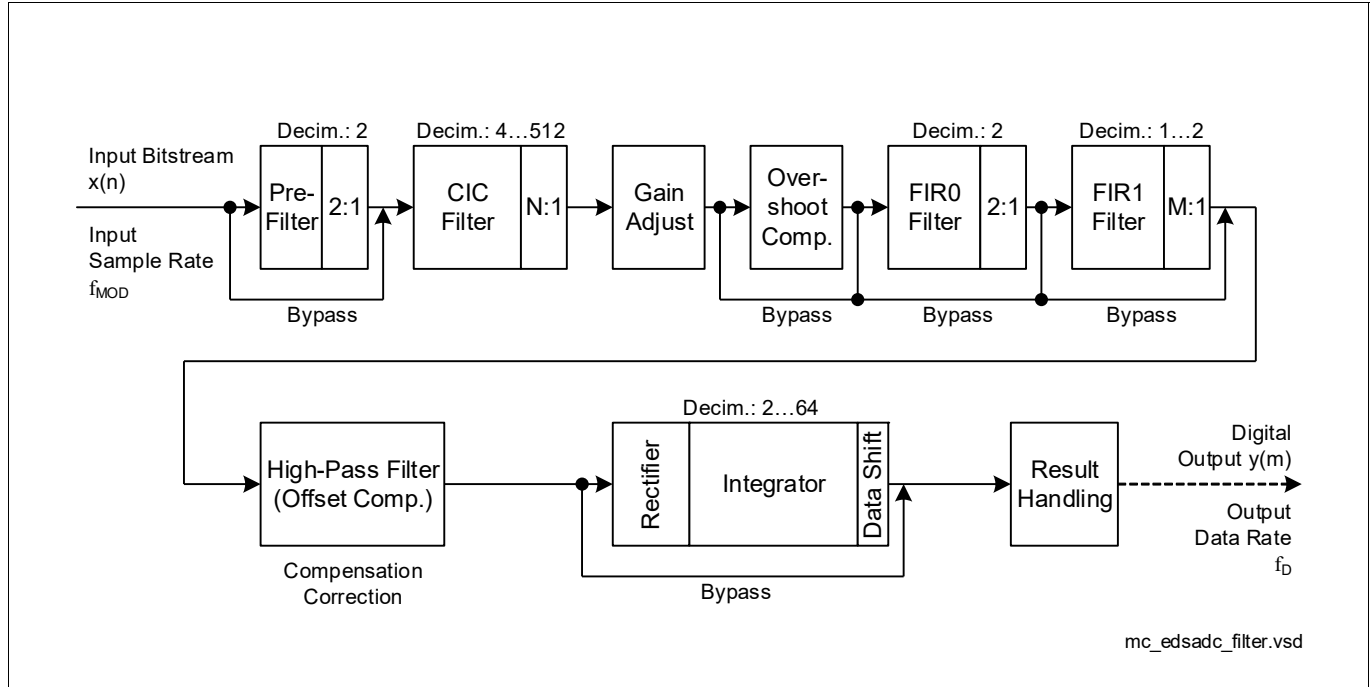 Decim.: 2
Decim.: 4...512
Decim.: 2
Decim.: 1...2
Input Bitstream
x(n)
Input
Sample Rate
fMOD
Pre-
Filter
2:1
CIC
Filter
N:1
Gain
Adjust
Over-
shoot
Comp.
FIR0
Filter
2:1
FIR1
Filter
M:1
Bypass
Bypass
Bypass
Bypass
Decim.: 2...64
High-Pass Filter
(Offset Comp.)
Compensation
Correction
Rectifier
Integrator
Data Shift
Bypass
Result
Handling
Digital
Output y(m)
Output
Data Rate
fD
mc_edsadc_filter.vsd